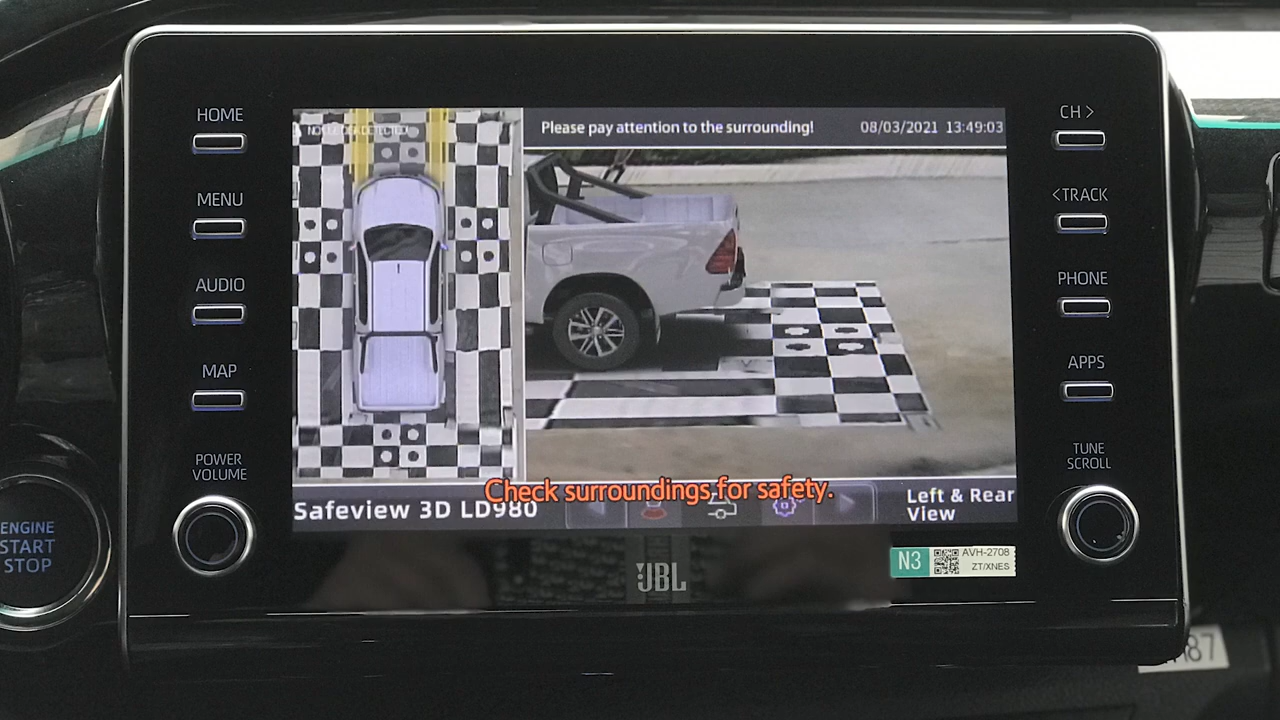 HOME
MENU
AUDIO
MAP
POWER
VOLUME
ENGINE
START
STOP
Please pay attention to the surrounding!
08/03/2021 13:49:03
Check surroundings for safety.
Safeview 3D LD980
Left & Rear
View
JBL
N3
AVH-2708
ZT/XNES
CH >
<TRACK
PHONE
APPS
TUNE
SCROLL
87